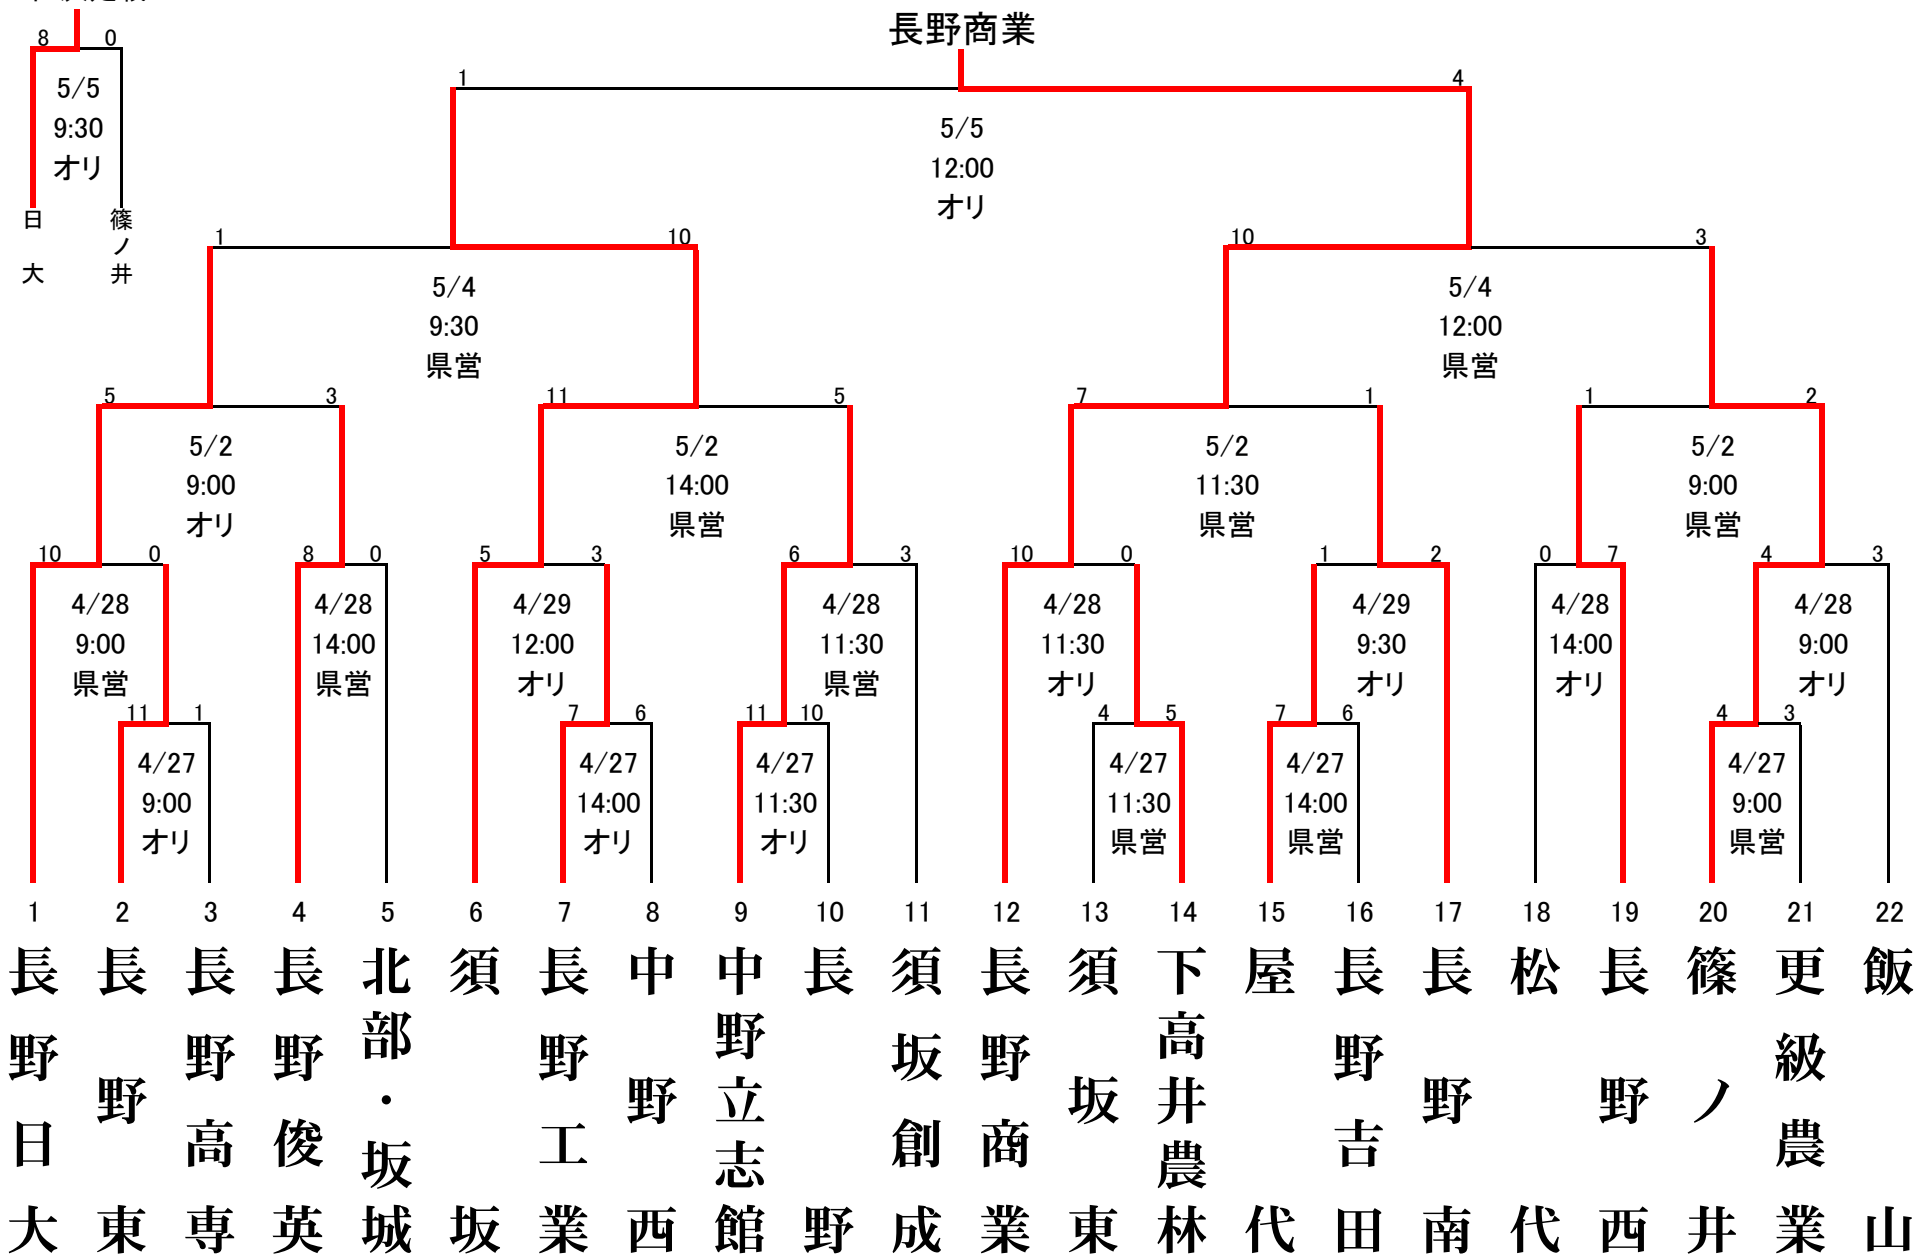 8 0
5/5
9:30
オリ
日大
篠ノ井
長野商業
1 4
5/5
12:00
オリ
1 10
5/4
9:30
県営
10 3
5/4
12:00
県営
5 3
5/2
9:00
オリ
11 5
5/2
14:00
県営
7 1
5/2
11:30
県営
1 2
5/2
9:00
県営
10 0
4/28
9:00
県営
8 0
4/28
14:00
県営
5 3
4/29
12:00
オリ
6 3
4/28
11:30
県営
10 0
4/28
11:30
オリ
1 2
4/29
9:30
オリ
0 7
4/28
14:00
オリ
4 3
4/28
9:00
オリ
11 1
4/27
9:00
オリ
7 6
4/27
14:00
オリ
11 10
4/27
11:30
オリ
4 5
4/27
11:30
県営
7 6
4/27
14:00
県営
4 3
4/27
9:00
県営
1 長野日大
2 長野東
3 長野高専
4 長野俊英
5 北部・坂城
6 須坂
7 長野工業
8 中野西
9 中野立志館
10 長野
11 須坂創成
12 長野商業
13 須坂東
14 下高井農林
15 屋代
16 長野吉田
17 長野南
18 松代
19 長野西
20 篠ノ井
21 更級農業
22 飯山